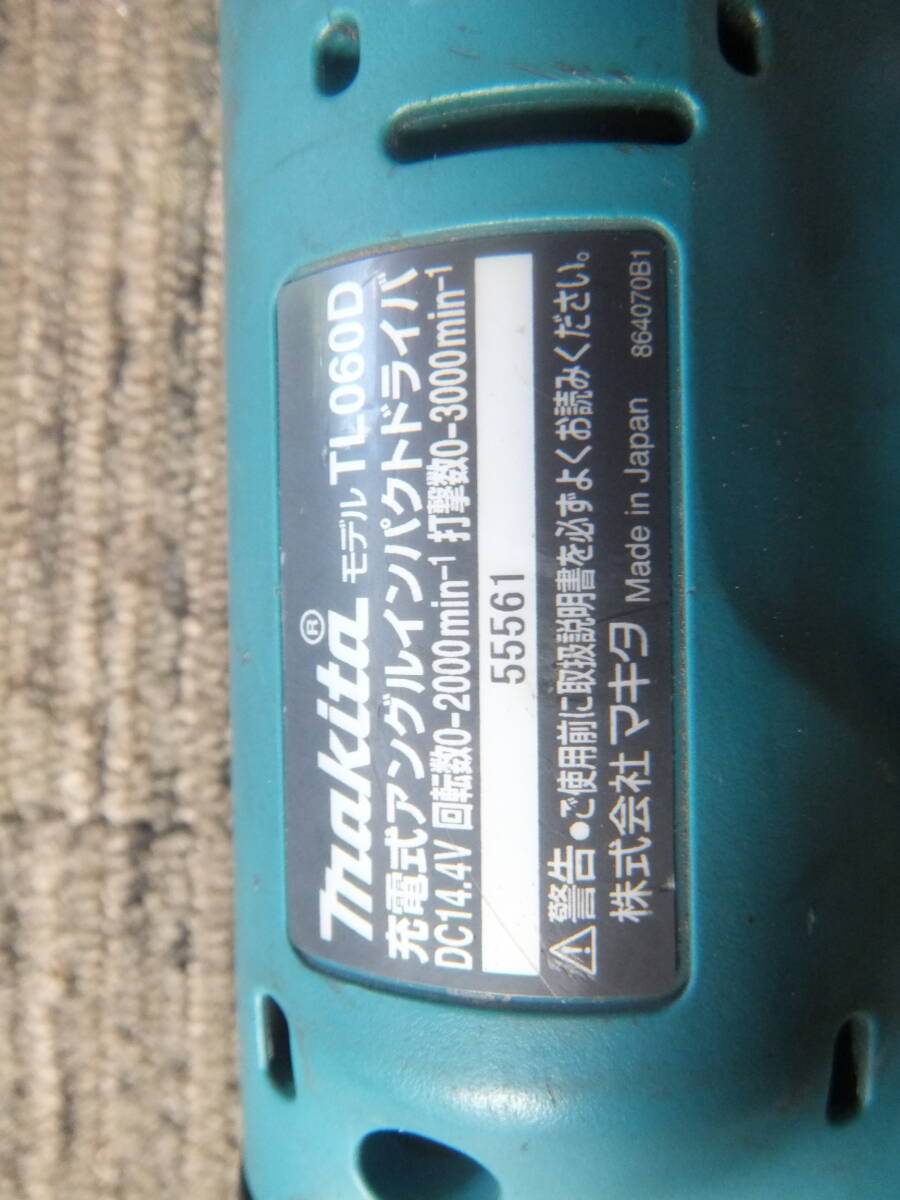 makita® モデル TL060D
充電式アングルインパクトドライバ
DC14.4V 回転数0-2000min⁻¹ 打撃数0-3000min⁻¹
55561
⚠警告●ご使用前に取扱説明書を必ずよくお読みください。
株式会社 マキタ Made in Japan 864070B1